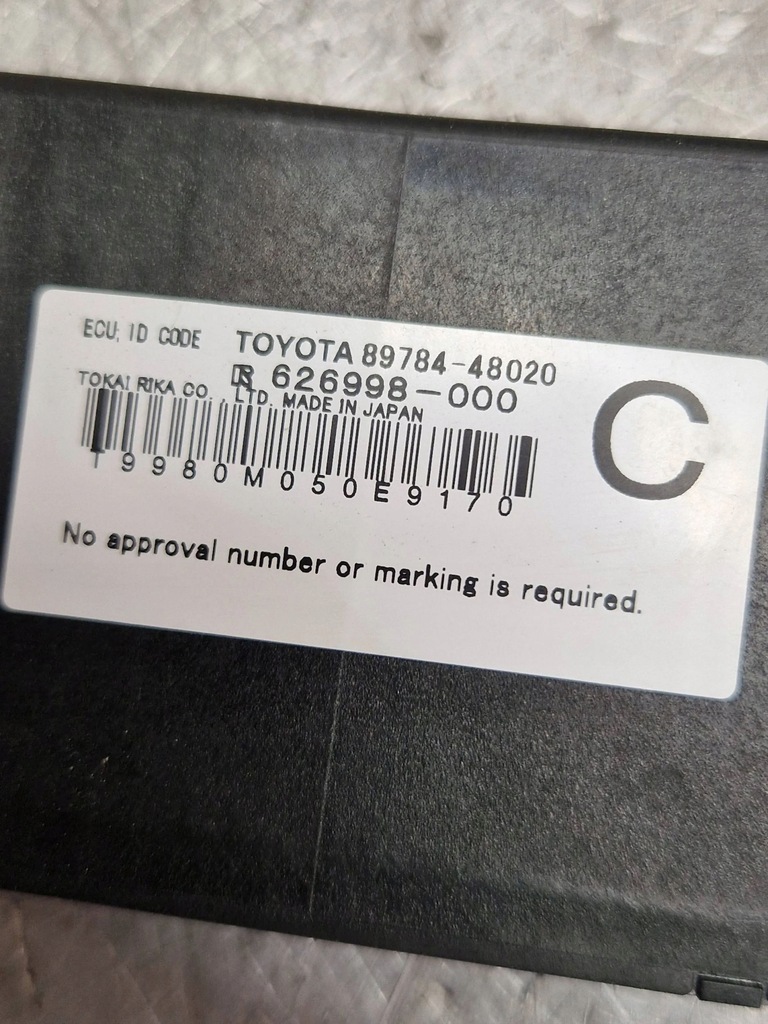 ECU, ID CODE TOYOTA 89784-48020
626998-000
TOKAI RIKA CO., LTD. MADE IN JAPAN
C
T9980M050E9170
No approval number or marking is required.